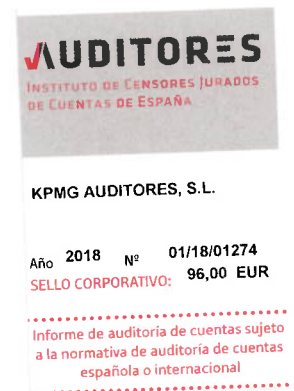 AUDITORES
INSTITUTO DE CENSORES JURADOS
DE CUENTAS DE ESPAÑA
KPMG AUDITORES, S.L.
Año 2018 Nº 01/18/01274
SELLO CORPORATIVO: 96,00 EUR
Informe de auditoría de cuentas sujeto
a la normativa de auditoría de cuentas
española o internacional